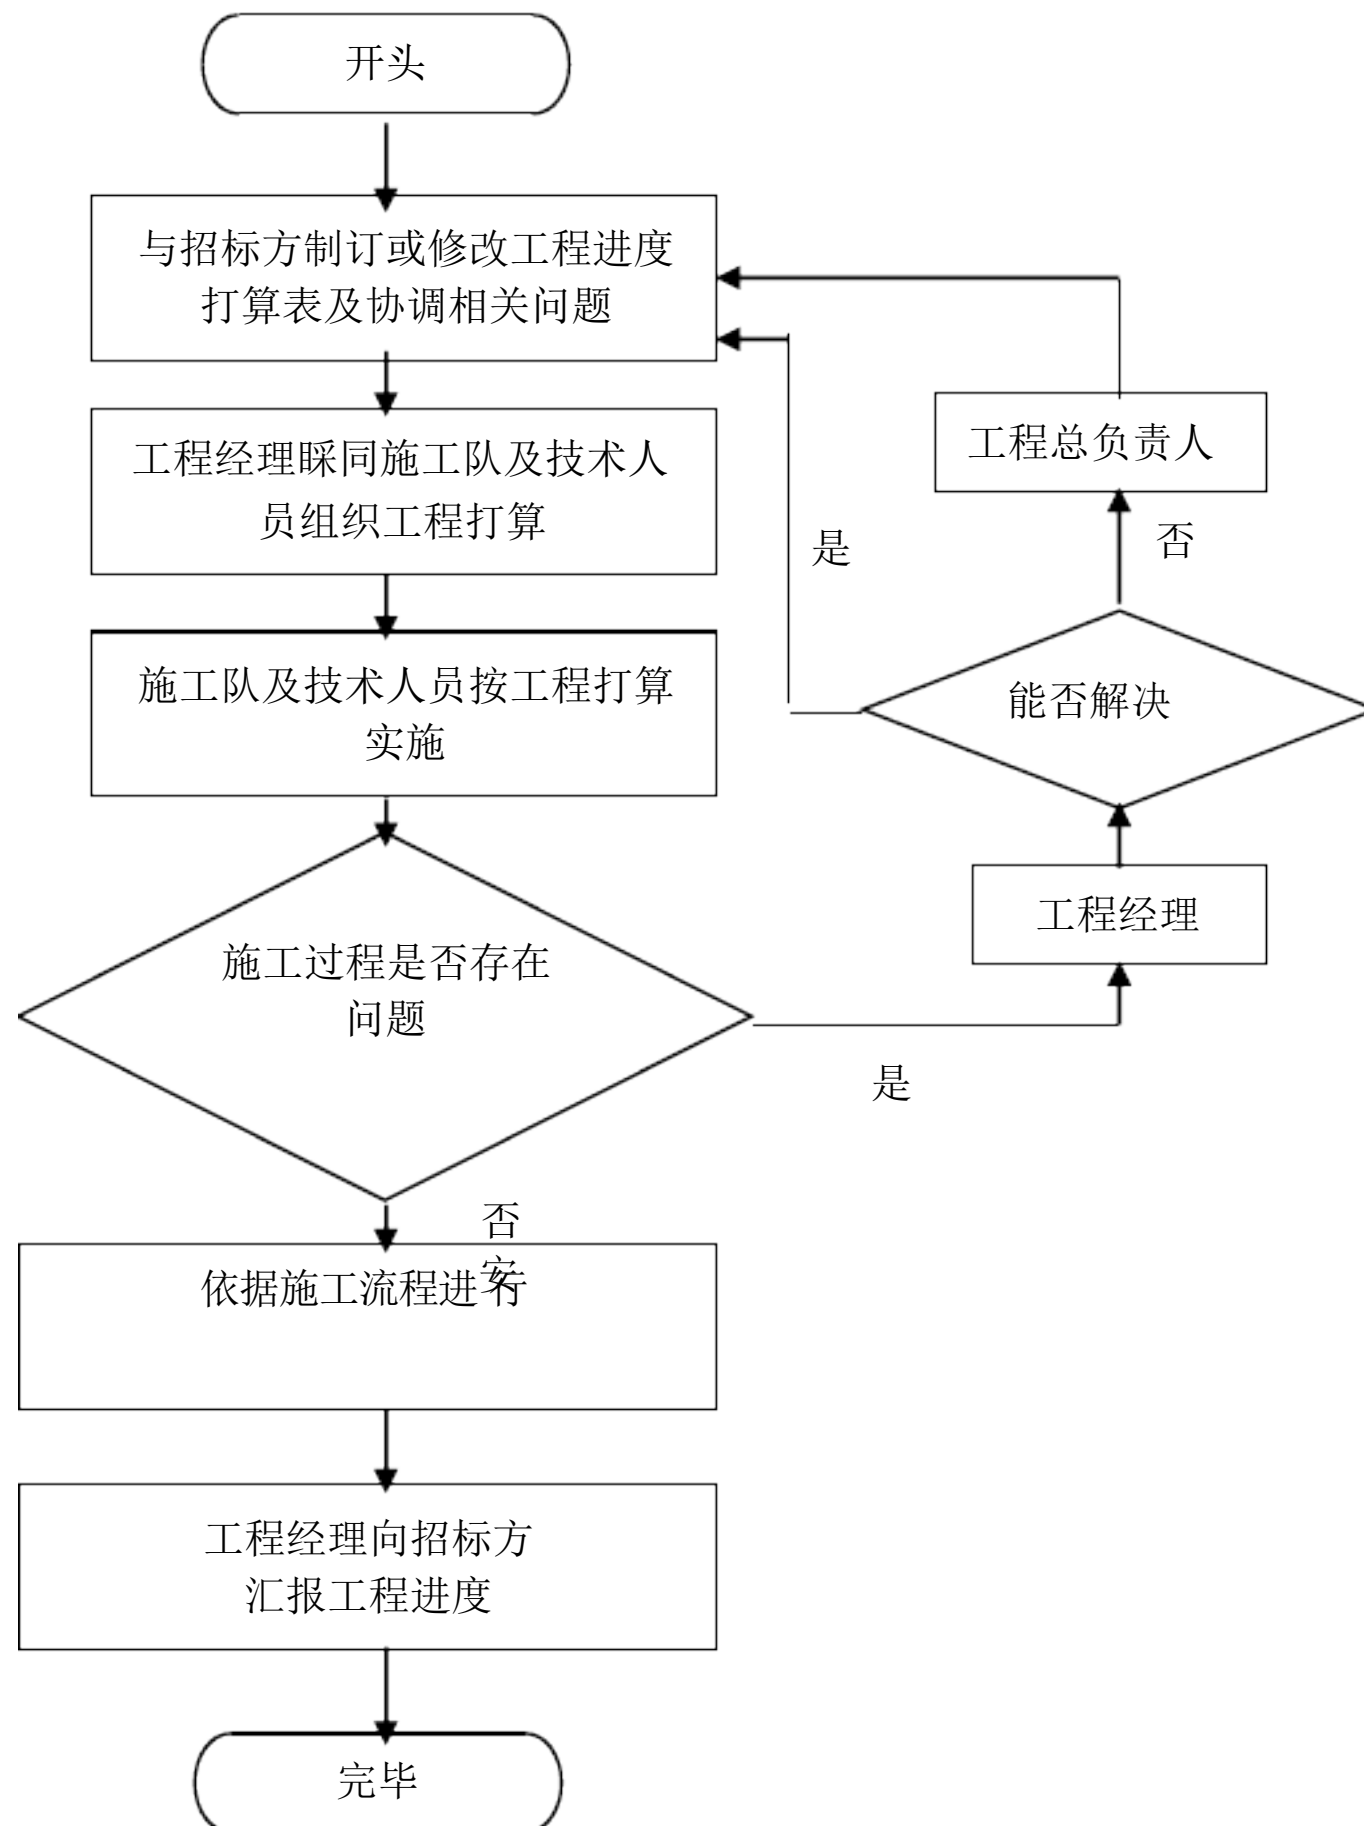 开头
与招标方制订或修改工程进度
打算表及协调相关问题
工程经理睬同施工队及技术人
员组织工程打算
工程总负责人
是
否
施工队及技术人员按工程打算
实施
能否解决
工程经理
施工过程是否存在
问题
是
否
安
依据施工流程进行
工程经理向招标方
汇报工程进度
完毕